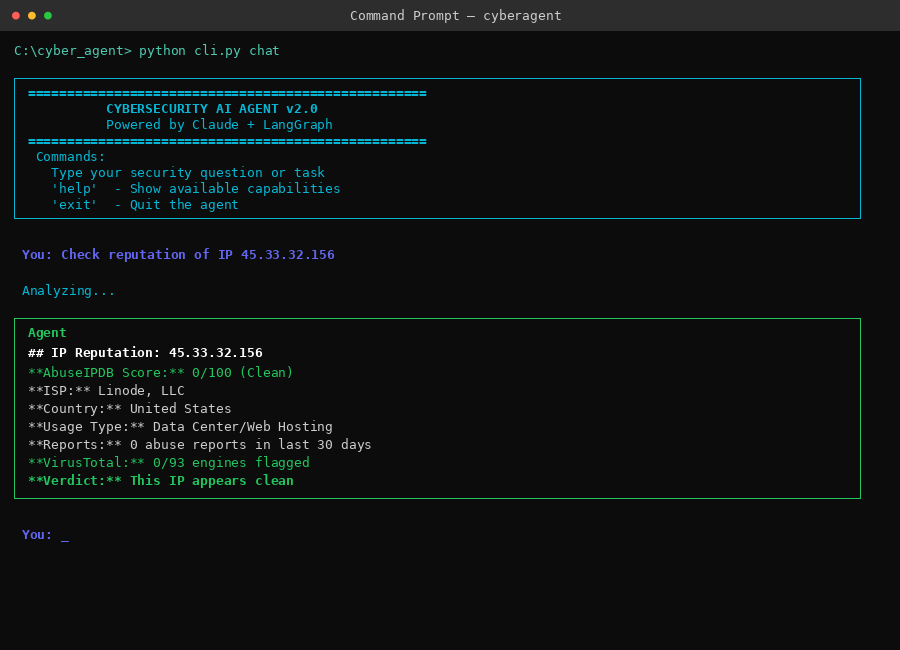 Command Prompt — cyberagent
C:\cyber_agent> python cli.py chat
===================================================
CYBERSECURITY AI AGENT v2.0
Powered by Claude + LangGraph
===================================================
Commands:
Type your security question or task
'help'  - Show available capabilities
'exit'  - Quit the agent
You: Check reputation of IP 45.33.32.156
Analyzing...
Agent
## IP Reputation: 45.33.32.156
**AbuseIPDB Score:** 0/100 (Clean)
**ISP:** Linode, LLC
**Country:** United States
**Usage Type:** Data Center/Web Hosting
**Reports:** 0 abuse reports in last 30 days
**VirusTotal:** 0/93 engines flagged
**Verdict:** This IP appears clean
You: _